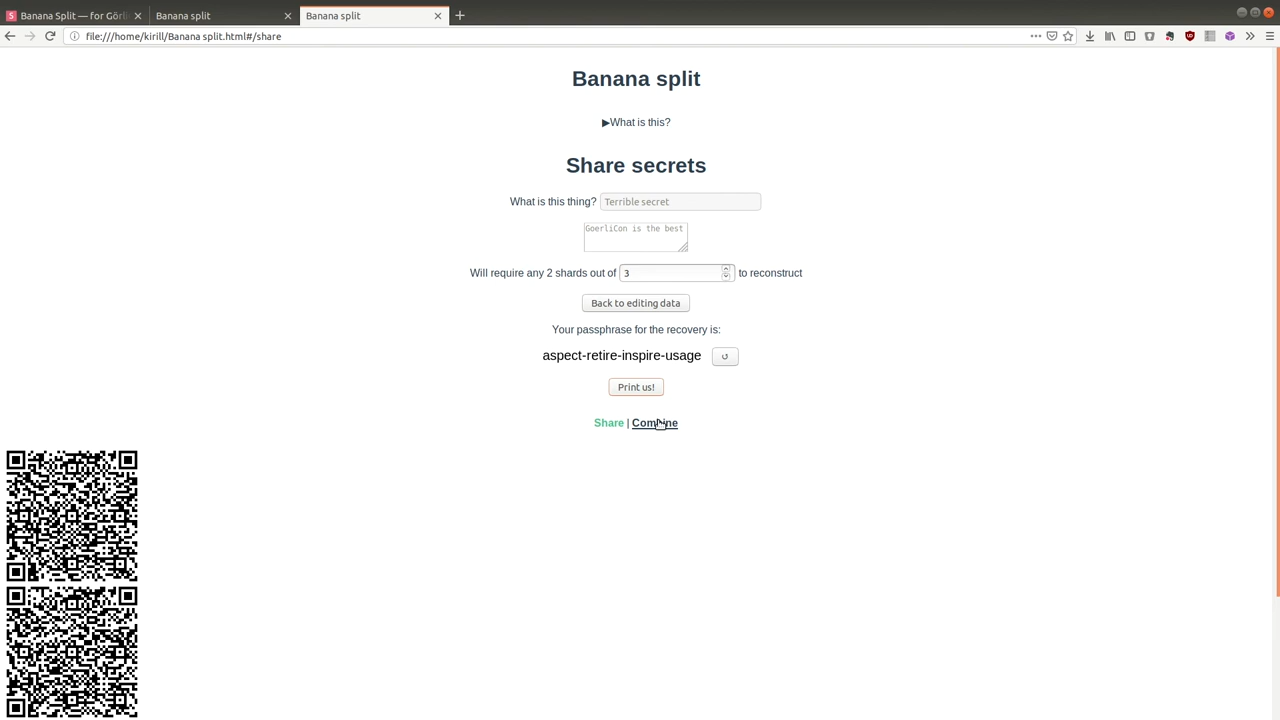 Banana Split — for Görli
Banana split
Banana split
file:///home/kirill/Banana split.html#/share
Banana split
▶What is this?
Share secrets
What is this thing? Terrible secret
GoerliCon is the best
Will require any 2 shards out of 3 to reconstruct
Back to editing data
Your passphrase for the recovery is:
aspect-retire-inspire-usage ↺
Print us!
Share | Combine